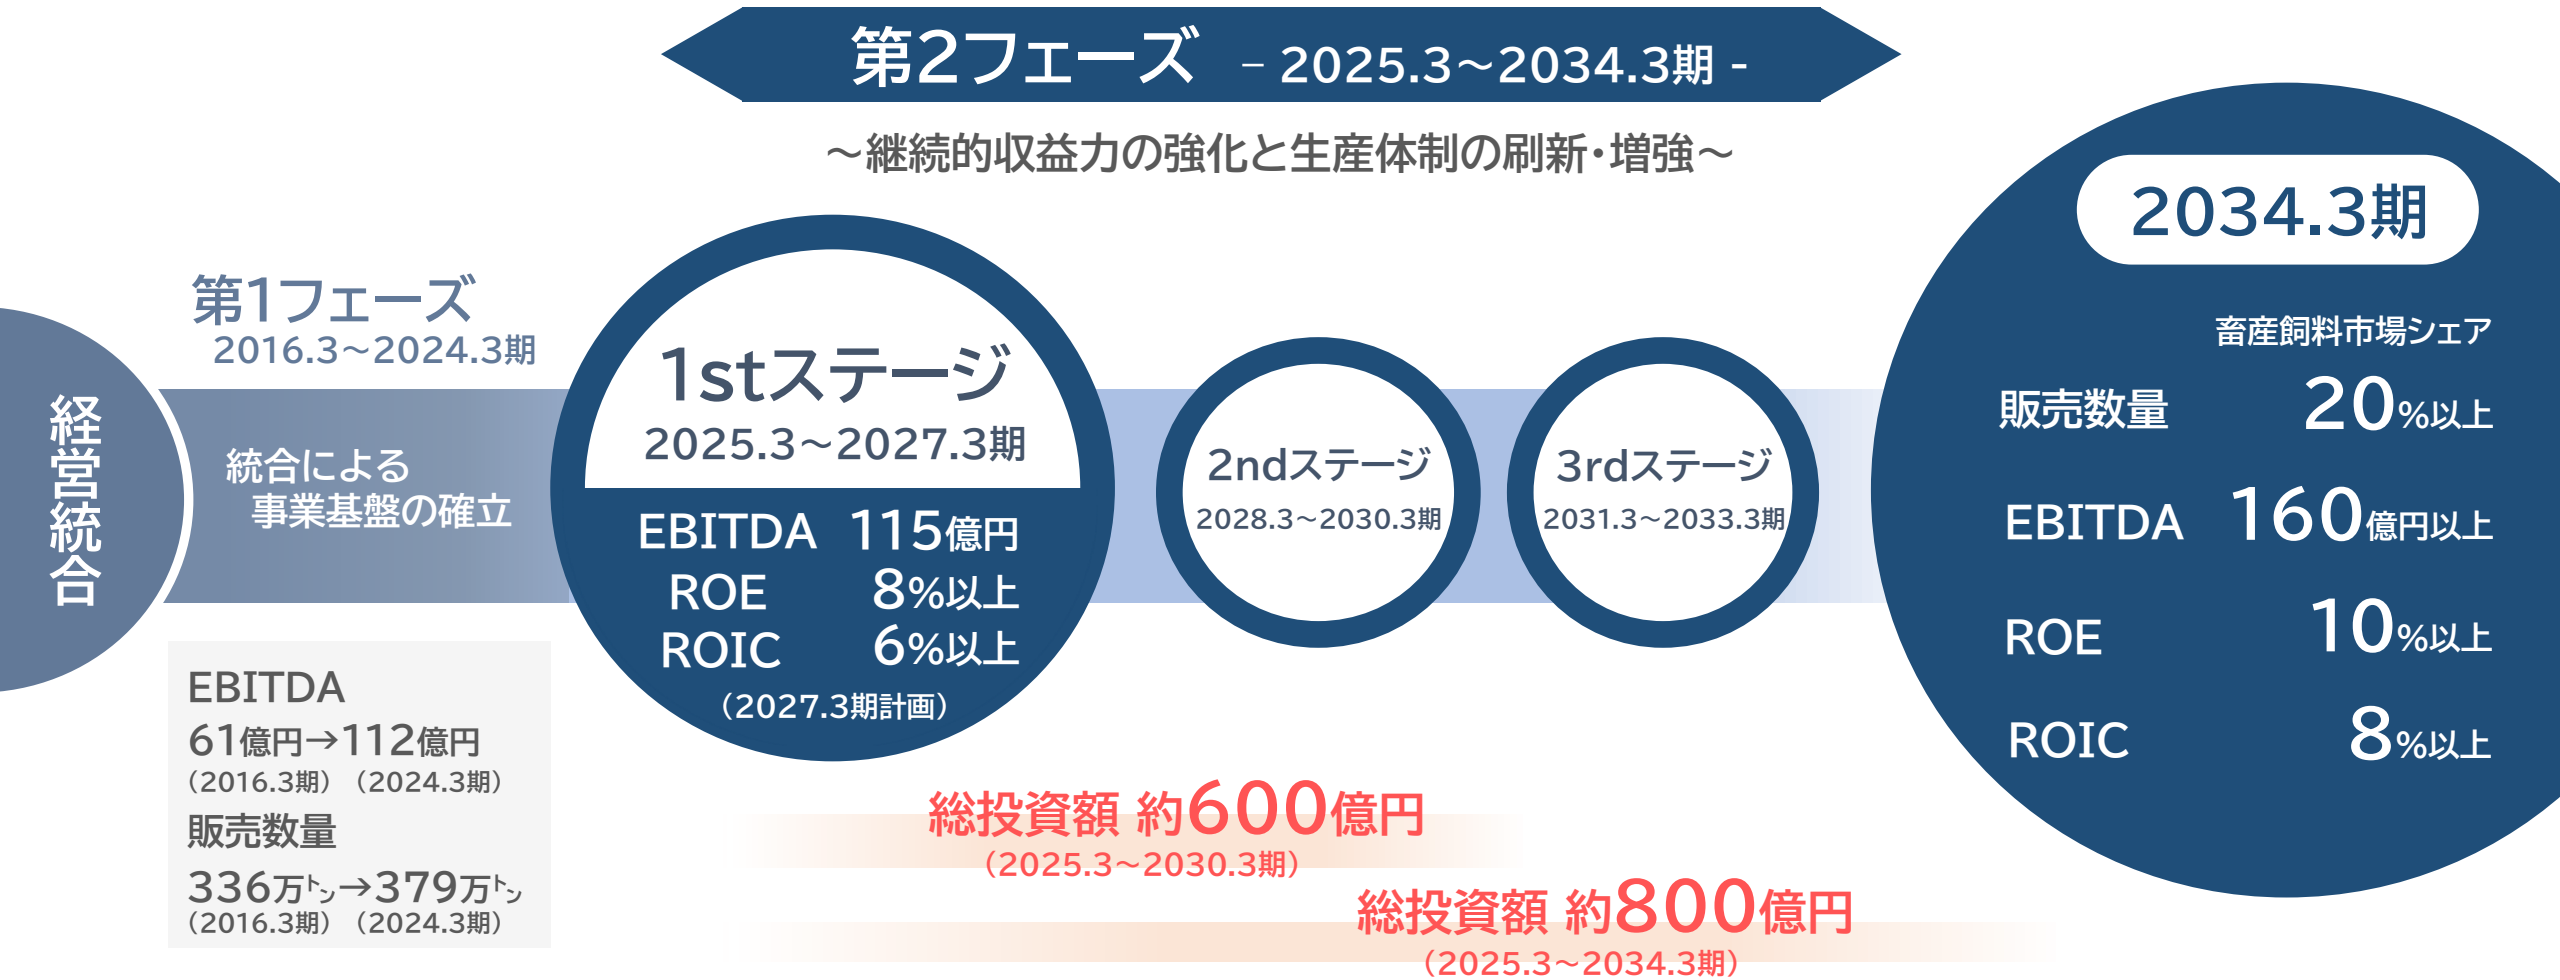 第2フェーズ – 2025.3～2034.3期 -
～継続的収益力の強化と生産体制の刷新・増強～
経営統合
第1フェーズ
2016.3～2024.3期
統合による
事業基盤の確立
EBITDA
61億円→112億円
（2016.3期）（2024.3期）
販売数量
336万㌧→379万㌧
（2016.3期）（2024.3期）
1stステージ
2025.3～2027.3期
EBITDA 115億円
ROE 8%以上
ROIC 6%以上
（2027.3期計画）
2ndステージ
2028.3～2030.3期
3rdステージ
2031.3～2033.3期
総投資額 約600億円
（2025.3～2030.3期）
総投資額 約800億円
（2025.3～2034.3期）
2034.3期
畜産飼料市場シェア
販売数量 20%以上
EBITDA 160億円以上
ROE 10%以上
ROIC 8%以上